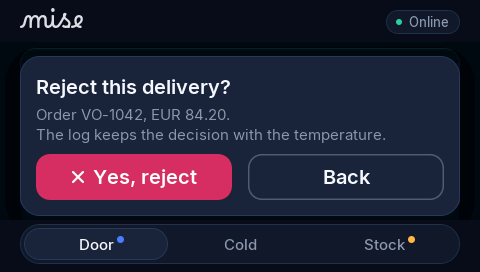 mise
Online
Reject this delivery?
Order VO-1042, EUR 84.20.
The log keeps the decision with the temperature.
✕ Yes, reject
Back
Door
Cold
Stock